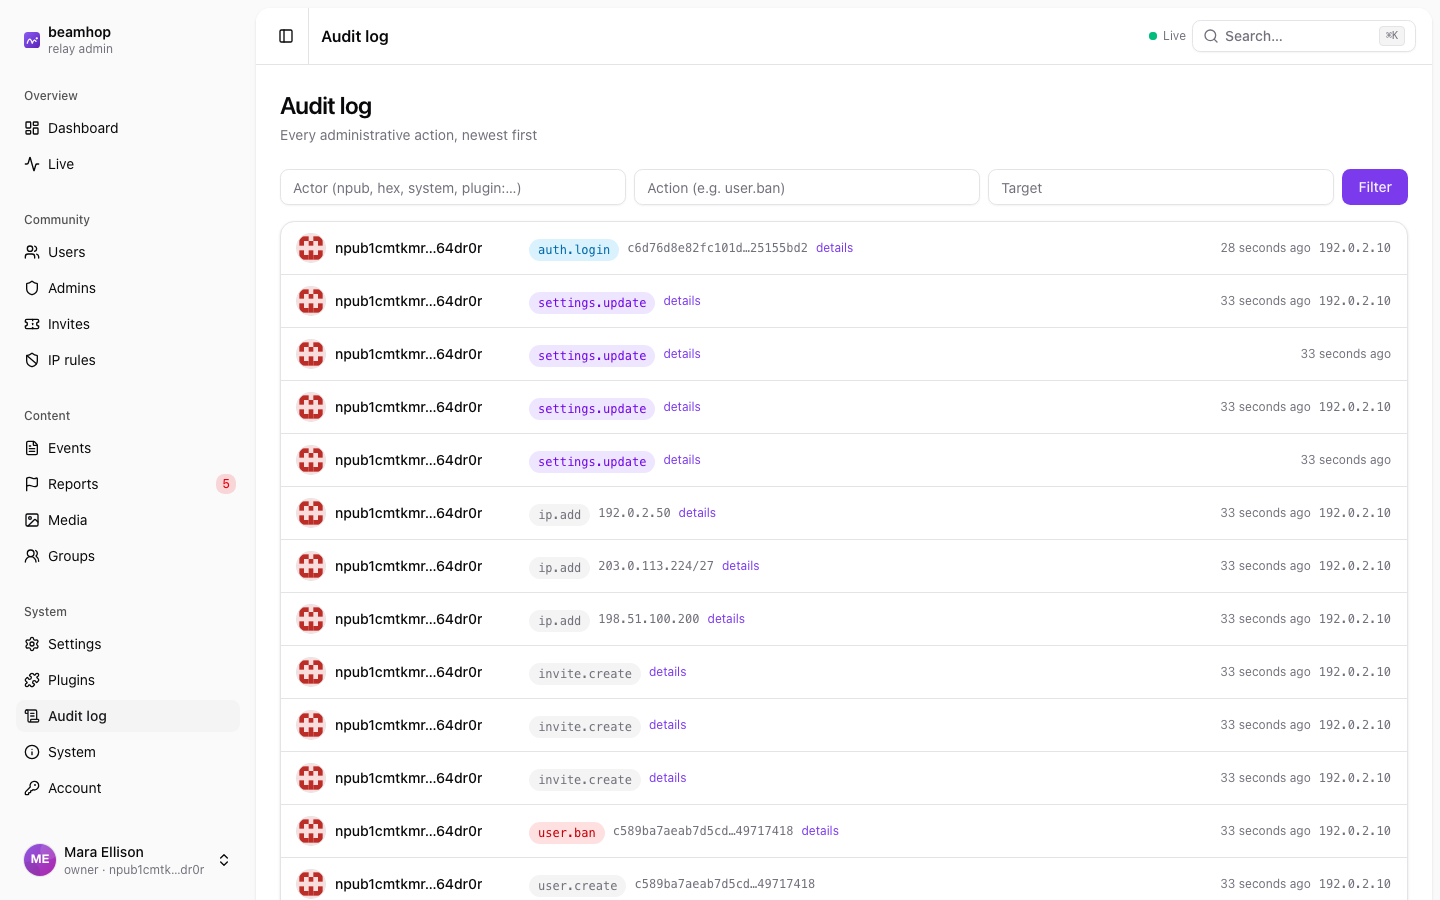 beamhop
relay admin
Overview
Dashboard
Live
Community
Users
Admins
Invites
IP rules
Content
Events
Reports 5
Media
Groups
System
Settings
Plugins
Audit log
System
Account
ME
Mara Ellison
owner · npub1cmtk…dr0r
Audit log
Live
Search...
⌘K
Audit log
Every administrative action, newest first
Actor (npub, hex, system, plugin:...) Action (e.g. user.ban) Target Filter
npub1cmtkmr...64dr0r auth.login c6d76d8e82fc101d…25155bd2 details 28 seconds ago 192.0.2.10
npub1cmtkmr...64dr0r settings.update details 33 seconds ago 192.0.2.10
npub1cmtkmr...64dr0r settings.update details 33 seconds ago
npub1cmtkmr...64dr0r settings.update details 33 seconds ago 192.0.2.10
npub1cmtkmr...64dr0r settings.update details 33 seconds ago
npub1cmtkmr...64dr0r ip.add 192.0.2.50 details 33 seconds ago 192.0.2.10
npub1cmtkmr...64dr0r ip.add 203.0.113.224/27 details 33 seconds ago 192.0.2.10
npub1cmtkmr...64dr0r ip.add 198.51.100.200 details 33 seconds ago 192.0.2.10
npub1cmtkmr...64dr0r invite.create details 33 seconds ago 192.0.2.10
npub1cmtkmr...64dr0r invite.create details 33 seconds ago 192.0.2.10
npub1cmtkmr...64dr0r invite.create details 33 seconds ago 192.0.2.10
npub1cmtkmr...64dr0r user.ban c589ba7aeab7d5cd…49717418 details 33 seconds ago 192.0.2.10
npub1cmtkmr...64dr0r user.create c589ba7aeab7d5cd…49717418 33 seconds ago 192.0.2.10